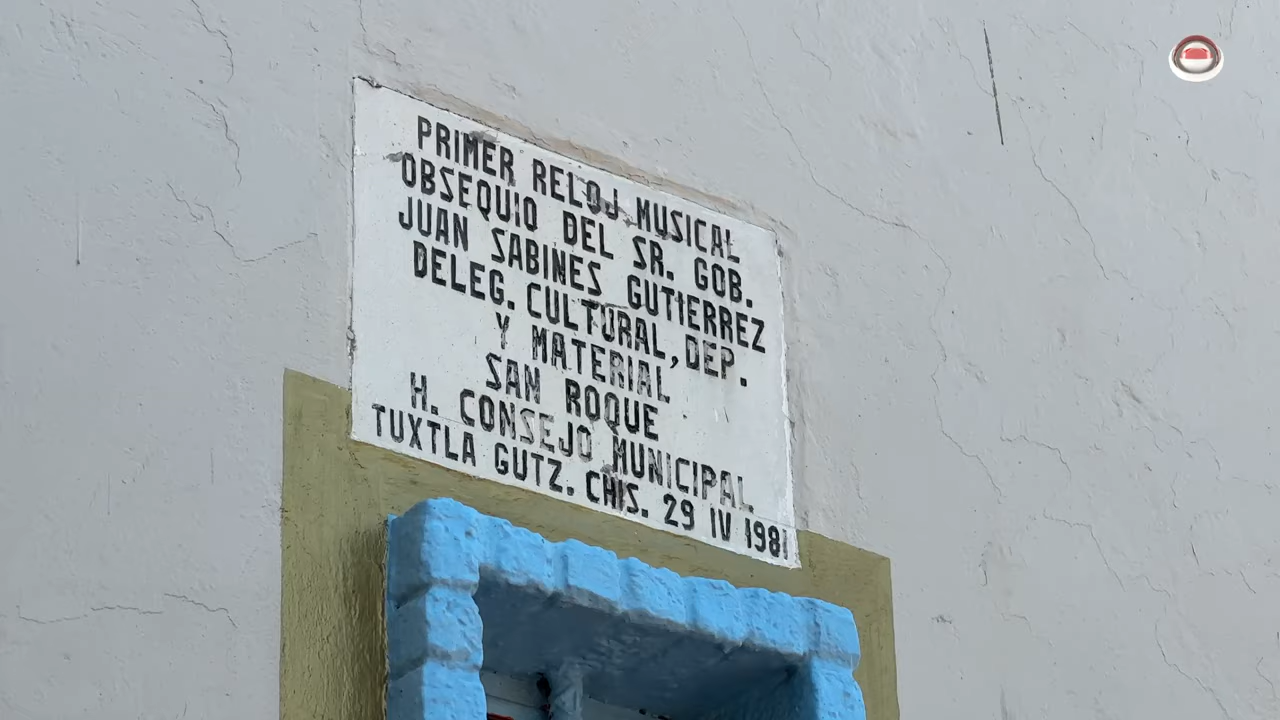 PRIMER RELOJ MUSICAL
OBSEQUIO DEL SR. GOB.
JUAN SABINES GUTIERREZ
DELEG. CULTURAL, DEP.
Y MATERIAL
SAN ROQUE
H. CONSEJO MUNICIPAL
TUXTLA GUTZ. CHIS. 29 IV 1981